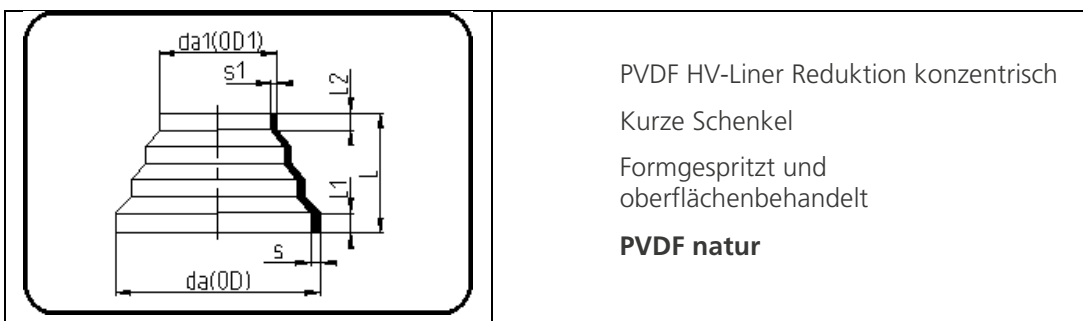 da1(OD1)
s1
L2
L
L1
s
da(OD)
PVDF HV-Liner Reduktion konzentrisch
Kurze Schenkel
Formgespritzt und
oberflächenbehandelt
PVDF natur